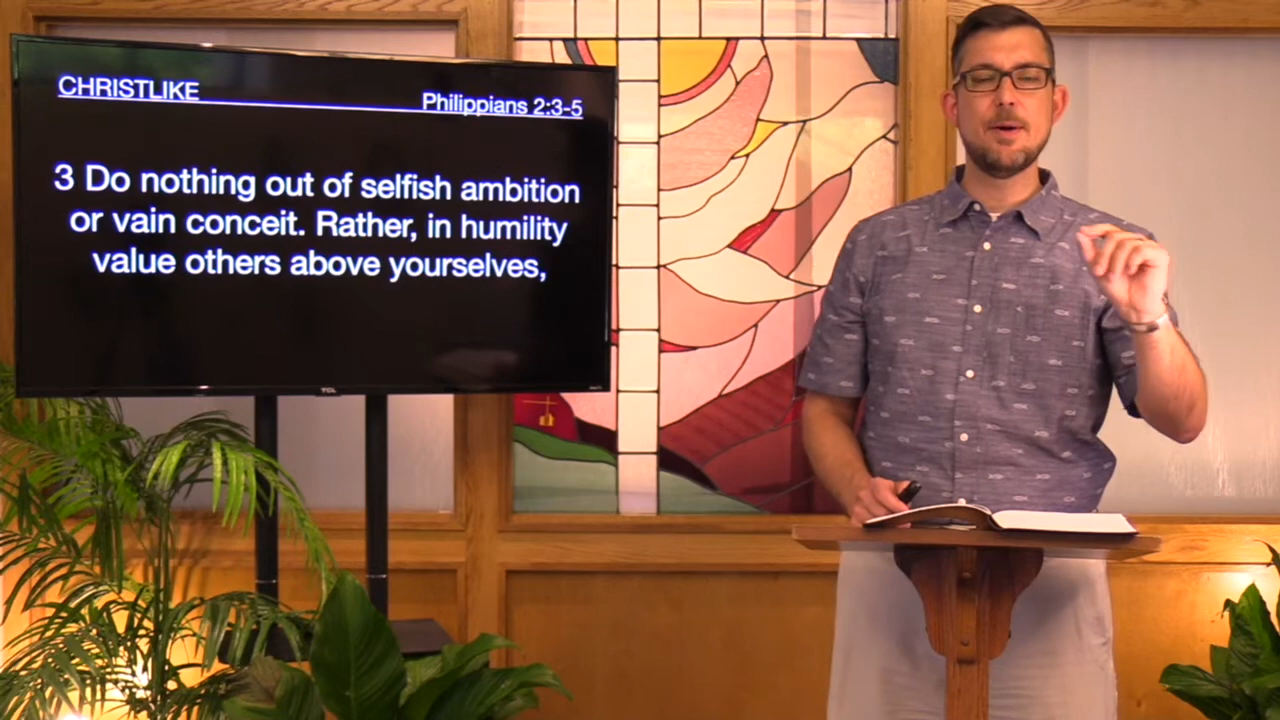 CHRISTLIKE
Philippians 2:3-5
3 Do nothing out of selfish ambition
or vain conceit. Rather, in humility
value others above yourselves,
TCL